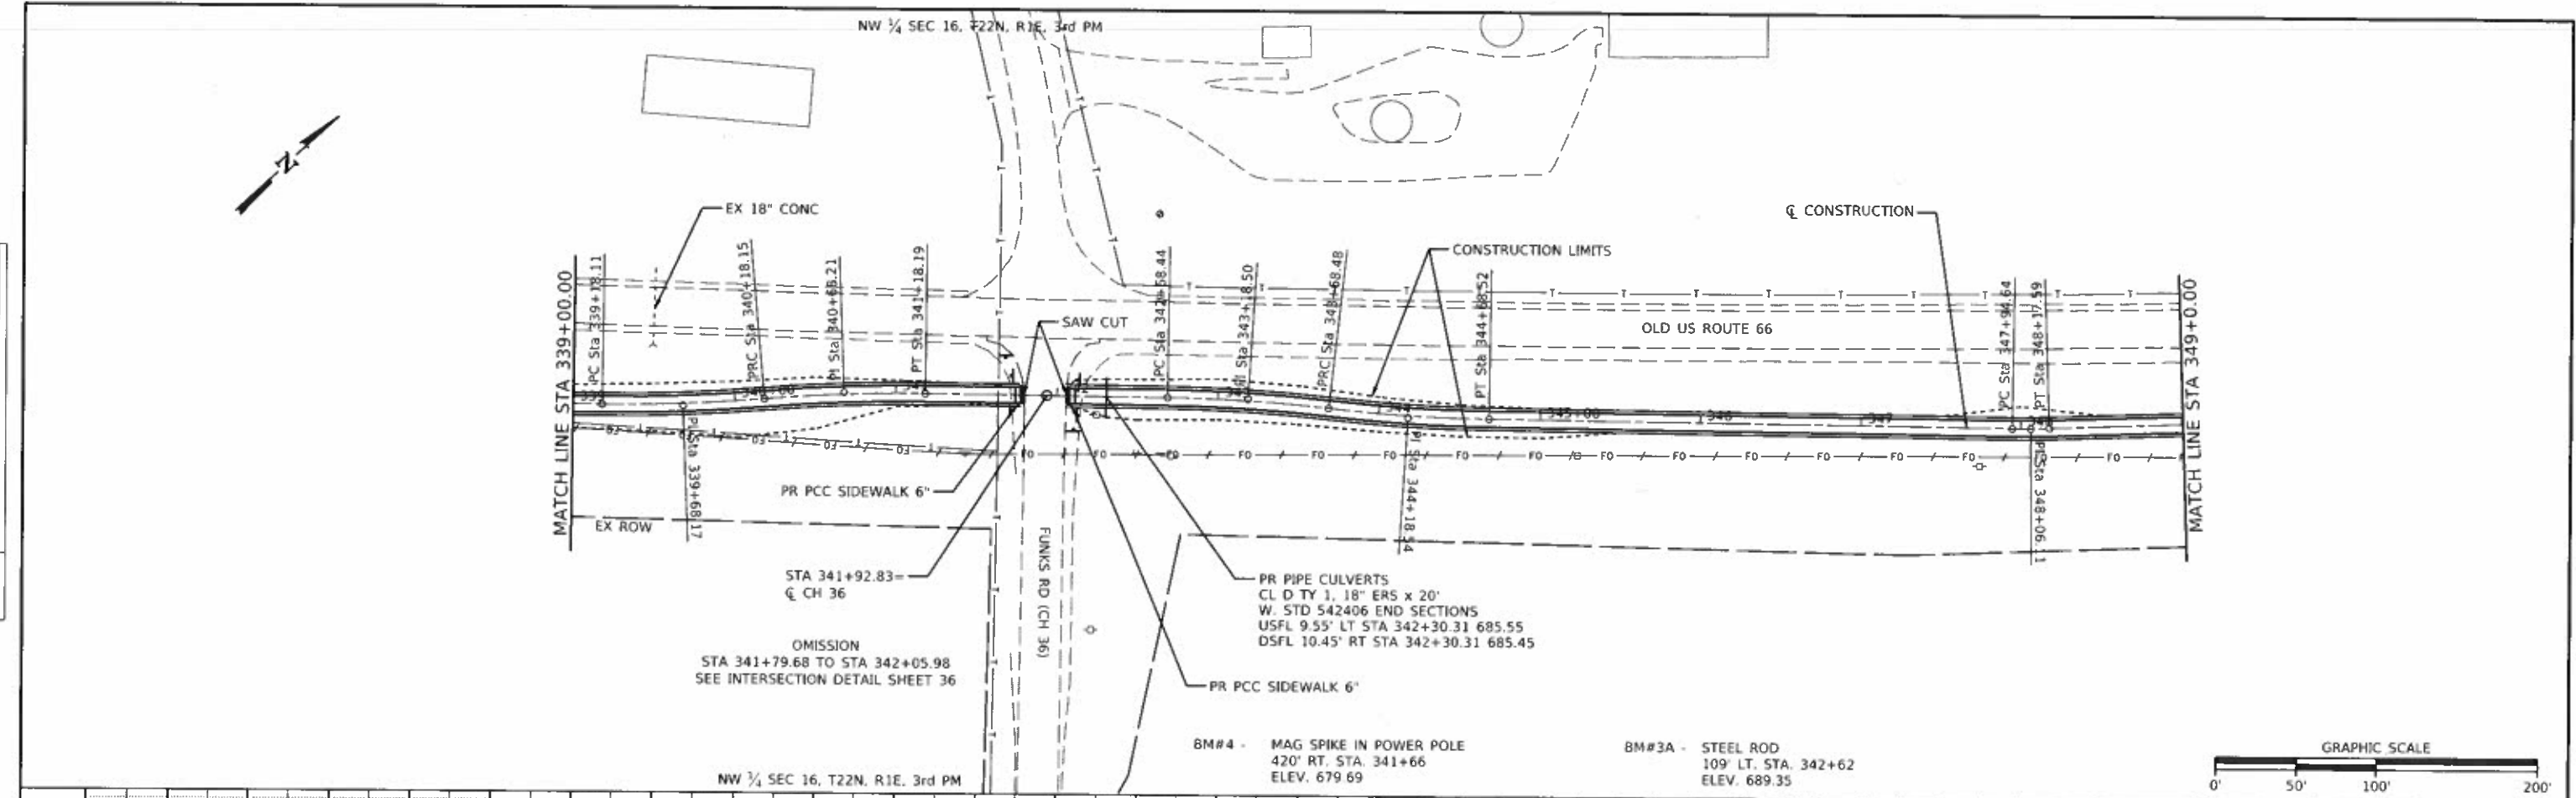 NW ¼ SEC 16, T22N, R1E, 3rd PM
N
EX 18" CONC
℄ CONSTRUCTION
CONSTRUCTION LIMITS
MATCH LINE STA 339+00.00
PC Sta 339+18.11
PRC Sta 340+18.15
PI Sta 340+68.21
PT Sta 341+18.19
SAW CUT
PC Sta 342+68.44
PI Sta 343+18.50
PRC Sta 343+68.48
PT Sta 344+68.52
OLD US ROUTE 66
PC Sta 347+94.64
PT Sta 348+17.59
MATCH LINE STA 349+0.00
345+00
346
347
PI Sta 339+68.17
PI Sta 344+18.54
PI Sta 348+06.11
PR PCC SIDEWALK 6"
EX ROW
FUNKS RD (CH 36)
STA 341+92.83=
℄ CH 36
PR PIPE CULVERTS
CL D TY 1, 18" ERS x 20'
W. STD 542406 END SECTIONS
USFL 9.55' LT STA 342+30.31 685.55
DSFL 10.45' RT STA 342+30.31 685.45
OMISSION
STA 341+79.68 TO STA 342+05.98
SEE INTERSECTION DETAIL SHEET 36
PR PCC SIDEWALK 6"
BM#4 - MAG SPIKE IN POWER POLE
420' RT. STA. 341+66
ELEV. 679.69
BM#3A - STEEL ROD
109' LT. STA. 342+62
ELEV. 689.35
NW ¼ SEC 16, T22N, R1E, 3rd PM
GRAPHIC SCALE
0' 50' 100' 200'